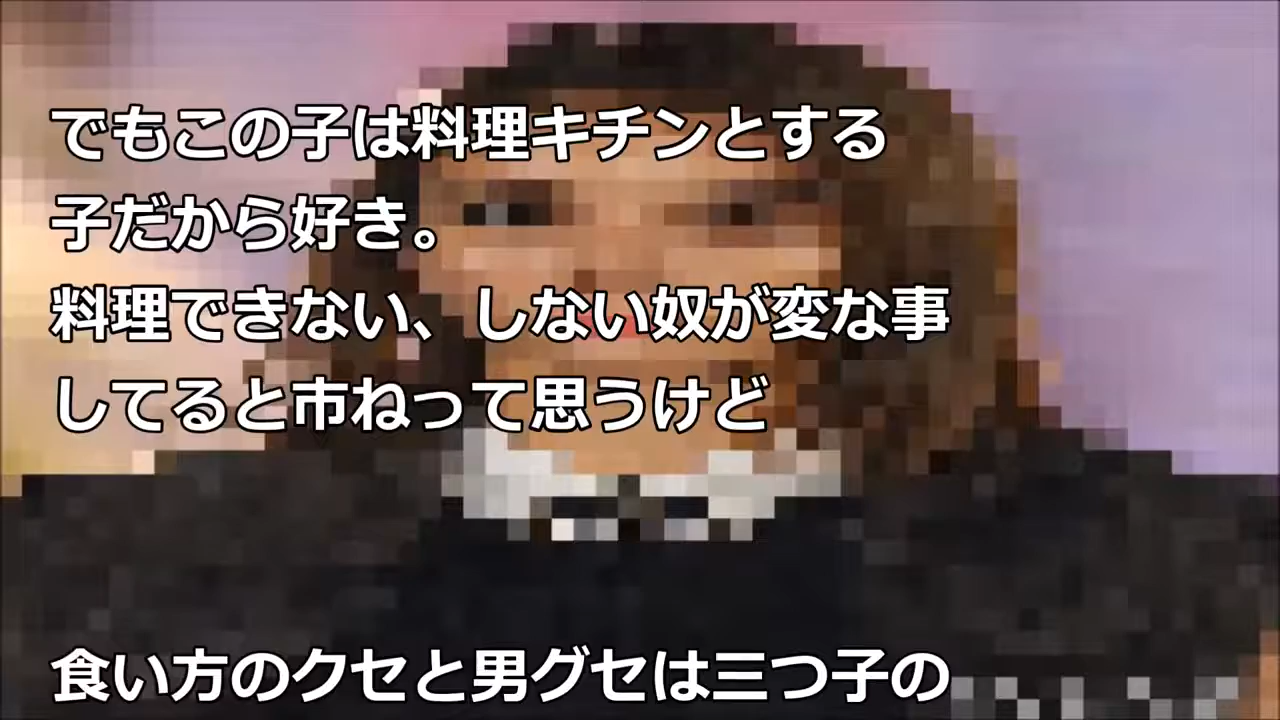 でもこの子は料理キチンとする
子だから好き。
料理できない、しない奴が変な事
してると市ねって思うけど
食い方のクセと男グセは三つ子の